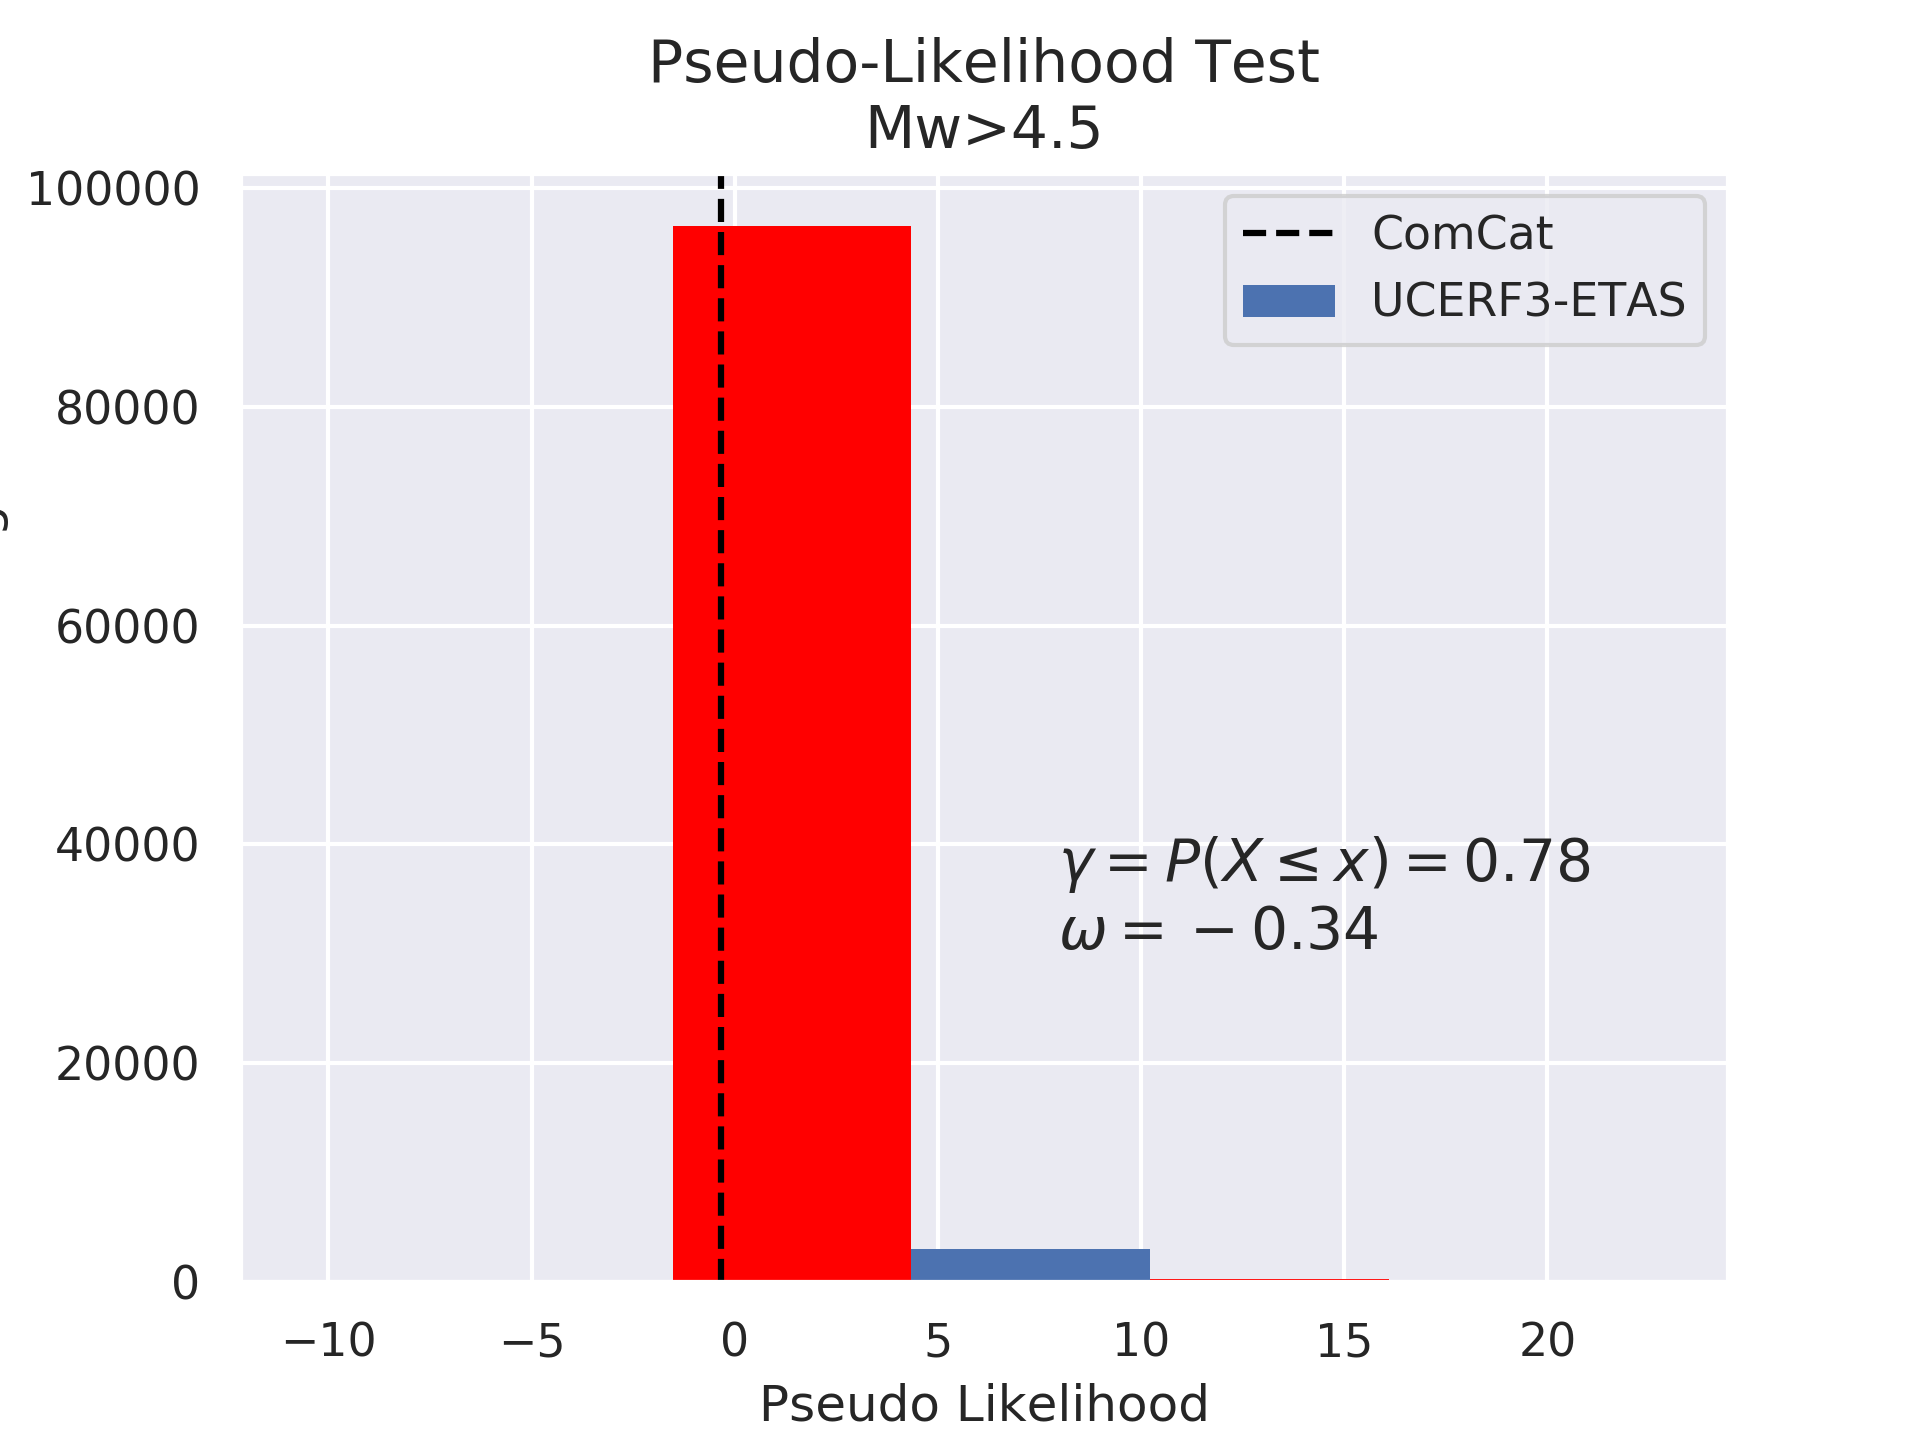 Pseudo-Likelihood Test
Mw>4.5
100000
80000
60000
40000
20000
0
ComCat
UCERF3-ETAS
γ = P(X ≤ x) = 0.78
ω = −0.34
−10 −5 0 5 10 15 20
Pseudo Likelihood